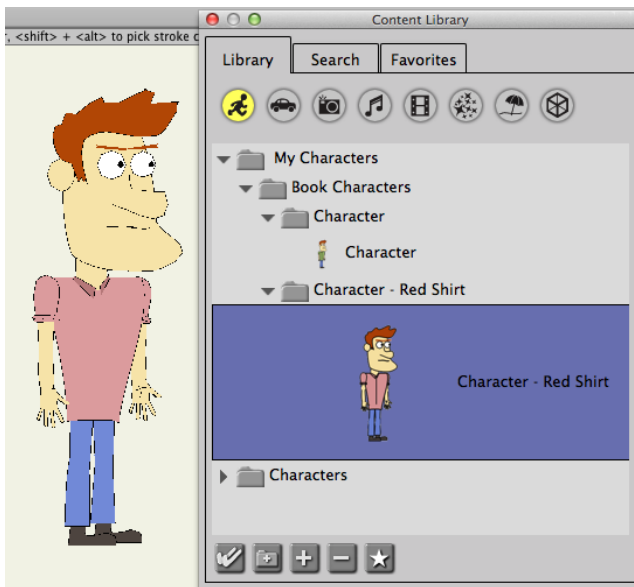 Content Library
, <shift> + <alt> to pick stroke c
Library
Search
Favorites
My Characters
Book Characters
Character
Character
Character - Red Shirt
Character - Red Shirt
Characters